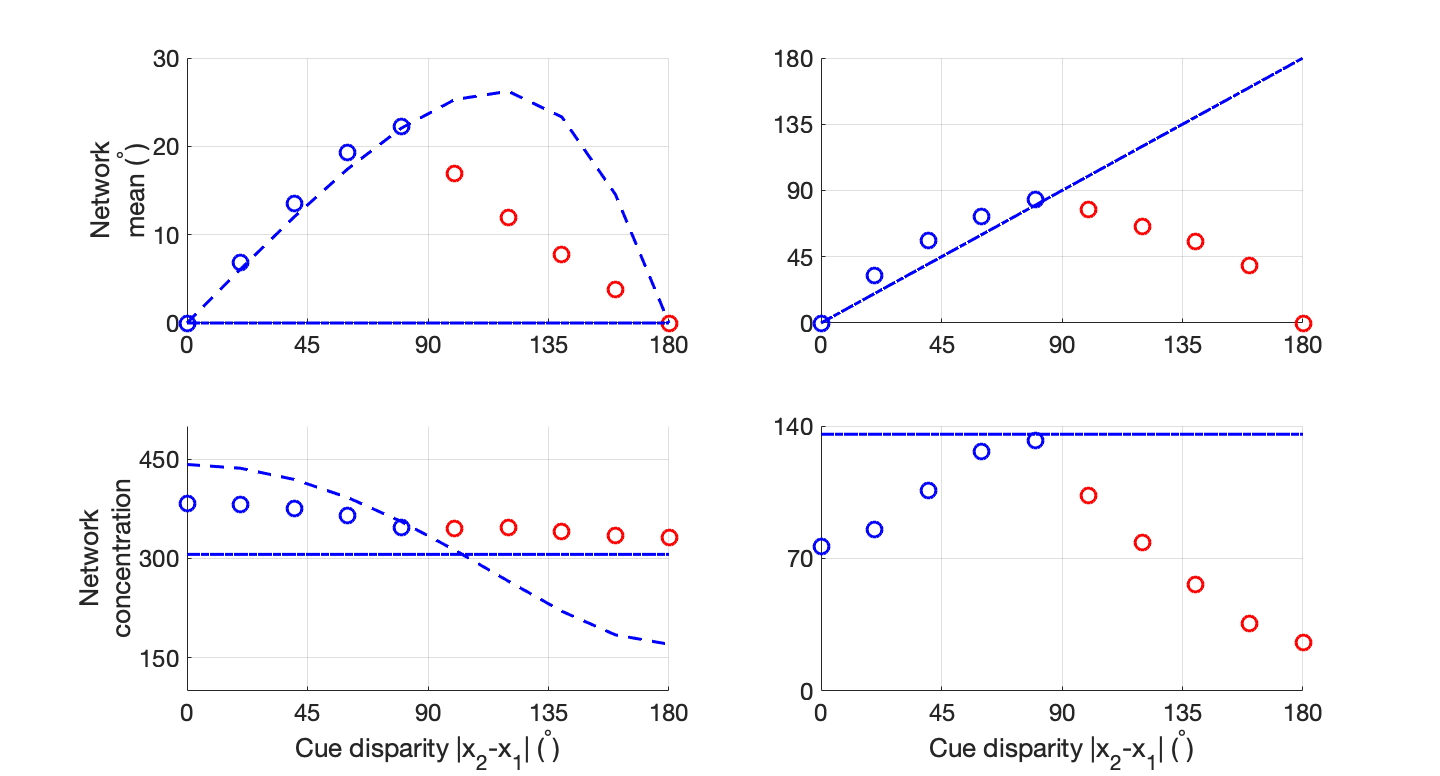 30
20
10
0
Network
mean (°)
0 45 90 135 180
180
135
90
45
0
0 45 90 135 180
450
300
150
Network
concentration
0 45 90 135 180
Cue disparity |x₂-x₁| (°)
140
70
0
0 45 90 135 180
Cue disparity |x₂-x₁| (°)